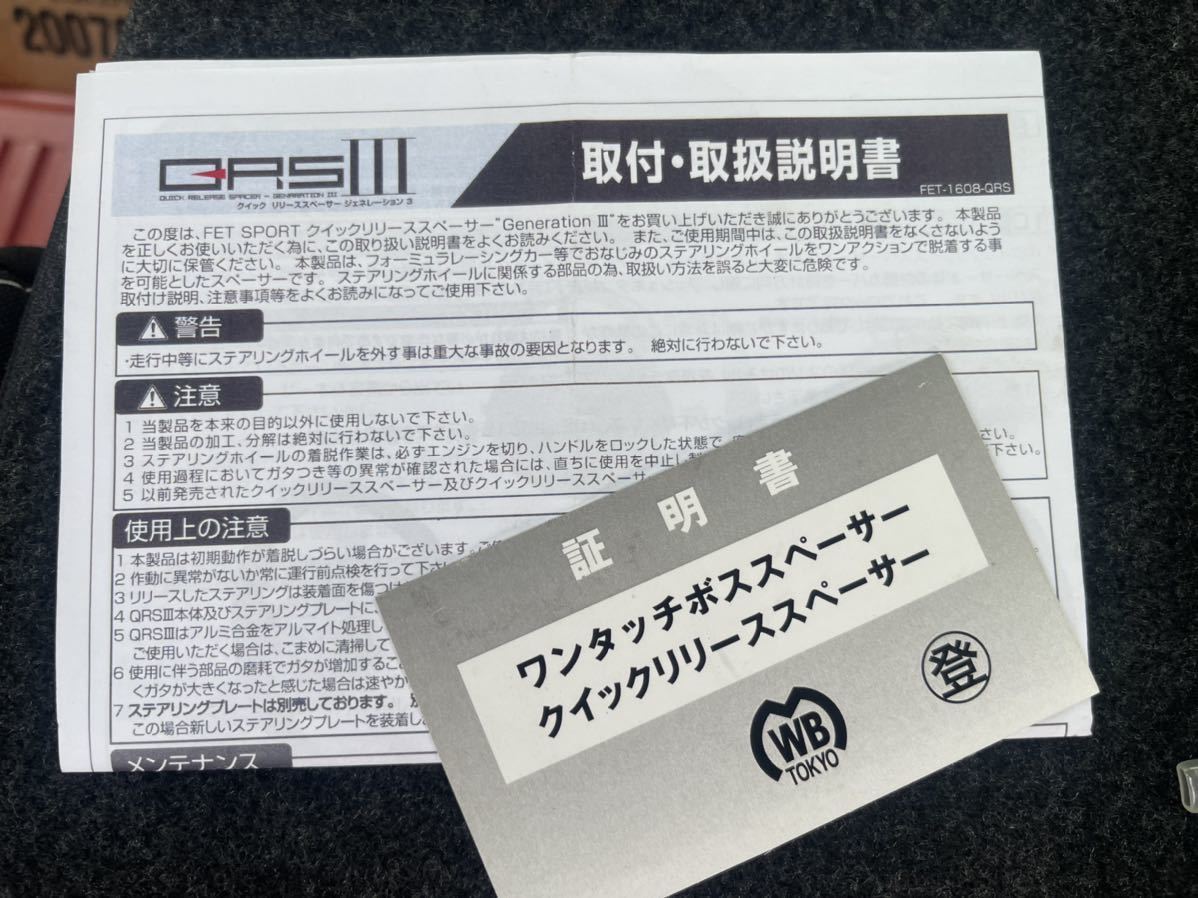 2007
QRSIII
QUICK RELEASE SPACER - GENARATION III
クイック リリーススペーサー ジェネレーション 3
取付・取扱説明書
FET-1608-QRS
この度は、FET SPORT クイックリリーススペーサー"Generation Ⅲ"をお買い上げいただき誠にありがとうございます。 本製品
を正しくお使いいただく為に、この取り扱い説明書をよくお読みください。 また、ご使用期間中は、この取扱説明書をなくさないよう
に大切に保管ください。 本製品は、フォーミュラレーシングカー等でおなじみのステアリングホイールをワンアクションで脱着する事
を可能としたスペーサーです。 ステアリングホイールに関係する部品の為、取扱い方法を誤ると大変に危険です。
取付け説明、注意事項等をよくお読みになってご使用下さい。
警告
・走行中等にステアリングホイールを外す事は重大な事故の要因となります。 絶対に行わないで下さい。
注意
1 当製品を本来の目的以外に使用しないで下さい。
2 当製品の加工、分解は絶対に行わないで下さい。
3 ステアリングホイールの着脱作業は、必ずエンジンを切り、ハンドルをロックした状態で、 さい。
4 使用過程においてガタつき等の異常が確認された場合には、直ちに使用を中止し 下さい。
5 以前発売されたクイックリリーススペーサー及びクイックリリーススペーサー
使用上の注意
1 本製品は初期動作が着脱しづらい場合がございます。
2 作動に異常がないか常に運行前点検を行って下
3 リリースしたステアリングは装着面を傷つけ
4 QRSⅢ本体及びステアリングプレートに、
5 QRSⅢはアルミ合金をアルマイト処理し
ご使用いただく場合は、こまめに清掃して
6 使用に伴う部品の磨耗でガタが増加するこ
くガタが大きくなったと感じた場合は速やか
7 ステアリングプレートは別売しております。
この場合新しいステアリングプレートを装着し
メンテナンス
証明書
ワンタッチボススペーサー
クイックリリーススペーサー
WB
TOKYO
登